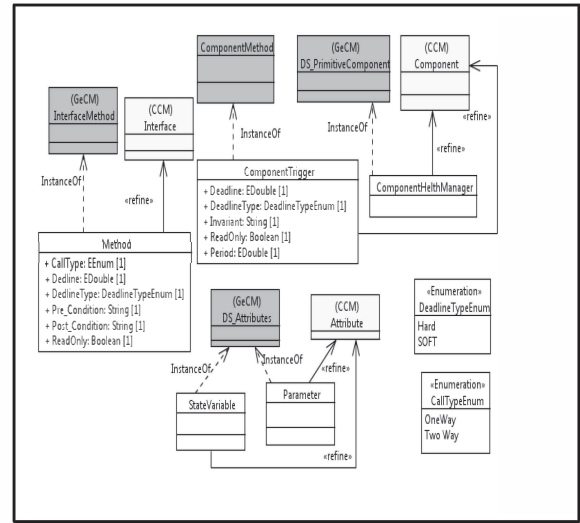 ComponentMethod
(GeCM)
DS_PrimitiveComponent
(CCM)
Component
(GeCM)
InterfaceMethod
(CCM)
Interface
InstanceOf
InstanceOf
«refine»
«refine»
InstanceOf
«refine»
ComponentTrigger
+ Deadline: EDouble [1]
+ DeadlineType: DeadlineTypeEnum [1]
+ Invariant: String [1]
+ ReadOnly: Boolean [1]
+ Period: EDouble [1]
ComponentHelthManager
Method
+ CallType: EEnum [1]
+ Dedline: EDouble [1]
+ DedlineType: DeadlineTypeEnum [1]
+ Pre_Condition: String [1]
+ Post_Condition: String [1]
+ ReadOnly: Boolean [1]
(GeCM)
DS_Attributes
(CCM)
Attribute
«Enumeration»
DeadlineTypeEnum
Hard
SOFT
InstanceOf
InstanceOf
«refine»
StateVariable
Parameter
«refine»
«Enumeration»
CallTypeEnum
OneWay
Two Way